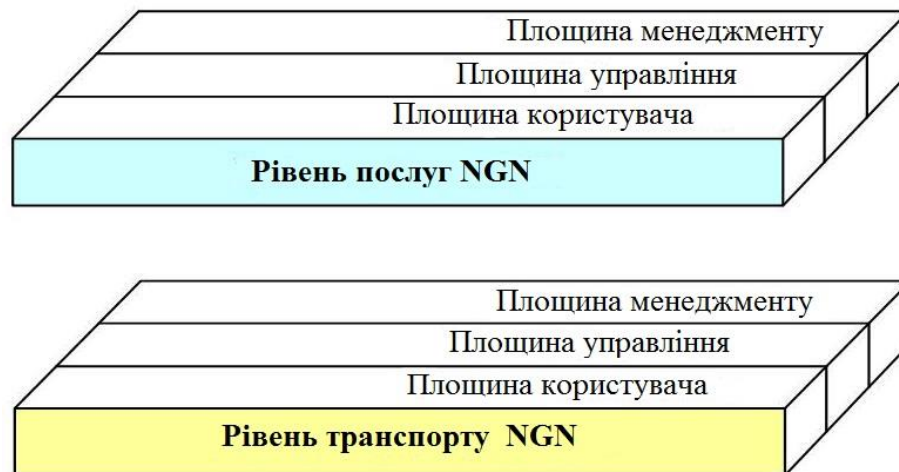 Площина менеджменту
Площина управління
Площина користувача
Рівень послуг NGN
Площина менеджменту
Площина управління
Площина користувача
Рівень транспорту NGN